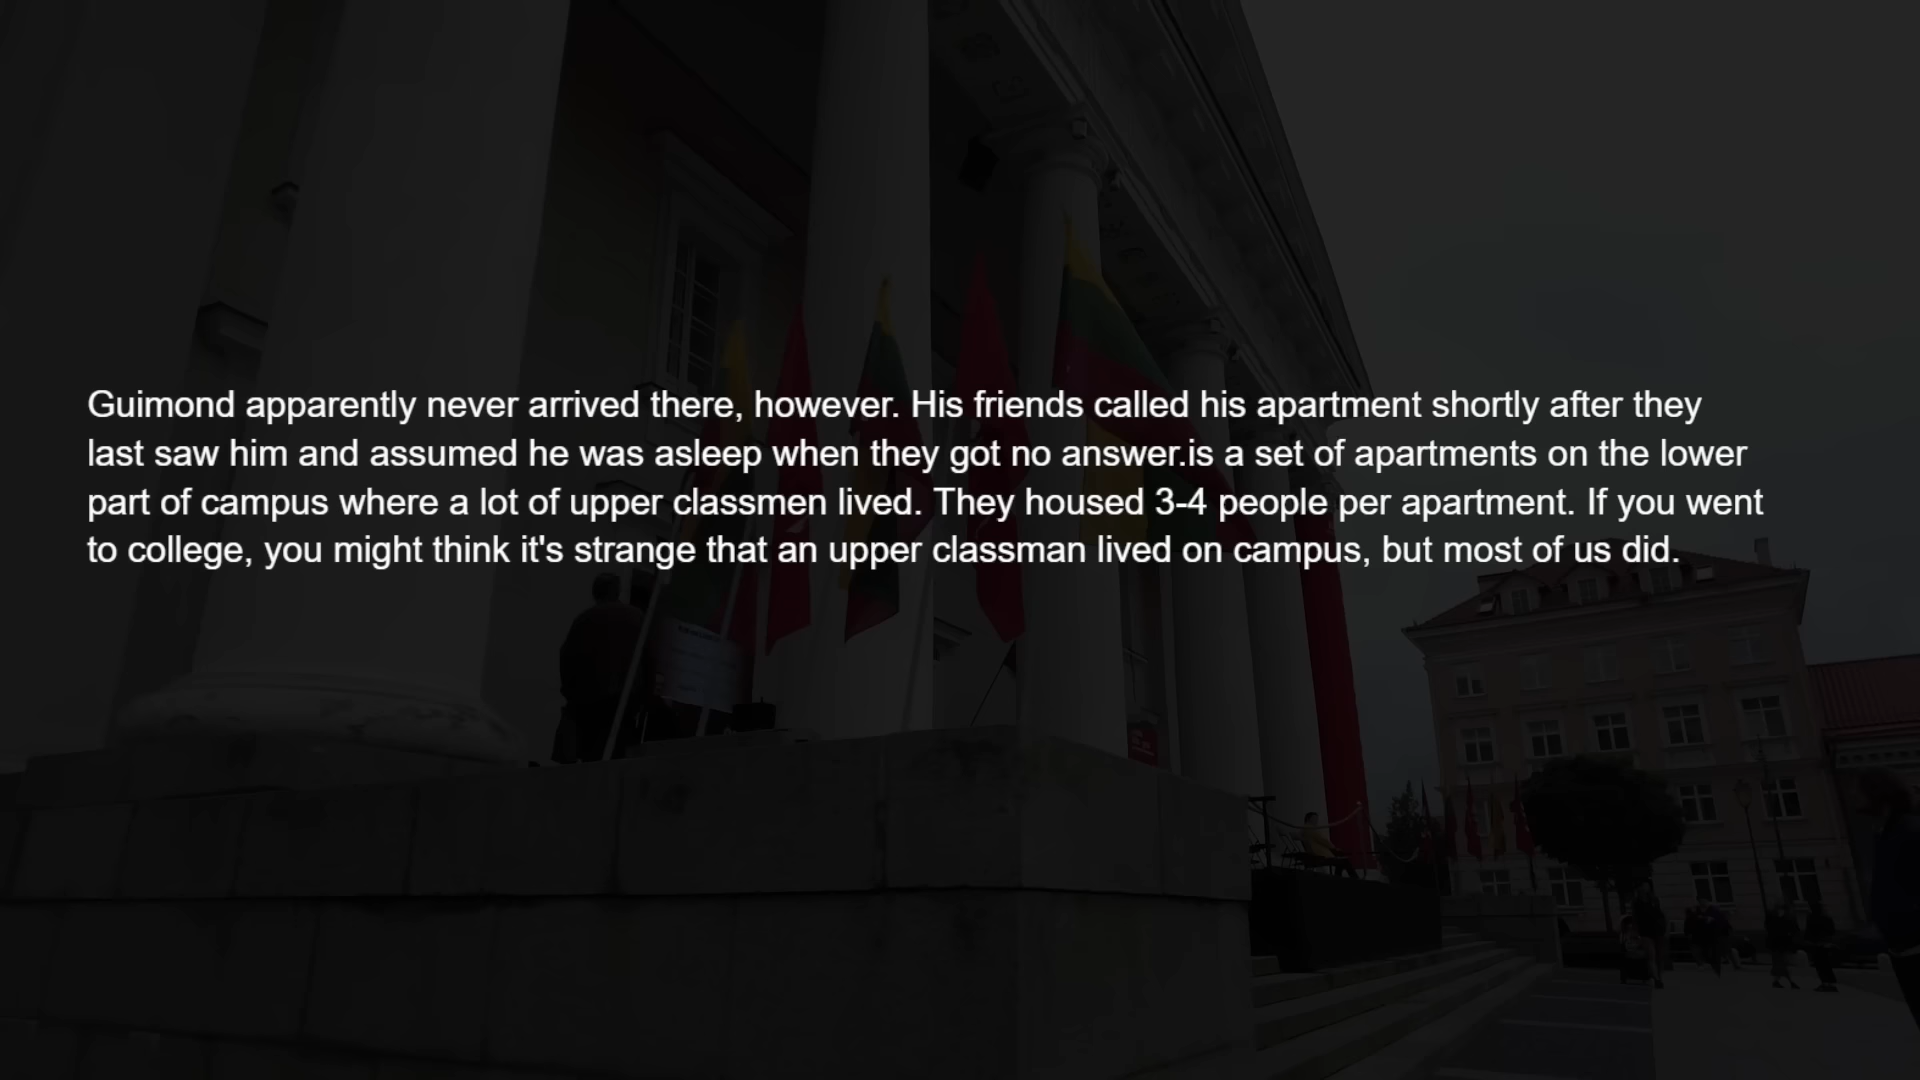 Guimond apparently never arrived there, however. His friends called his apartment shortly after they
last saw him and assumed he was asleep when they got no answer.is a set of apartments on the lower
part of campus where a lot of upper classmen lived. They housed 3-4 people per apartment. If you went
to college, you might think it's strange that an upper classman lived on campus, but most of us did.